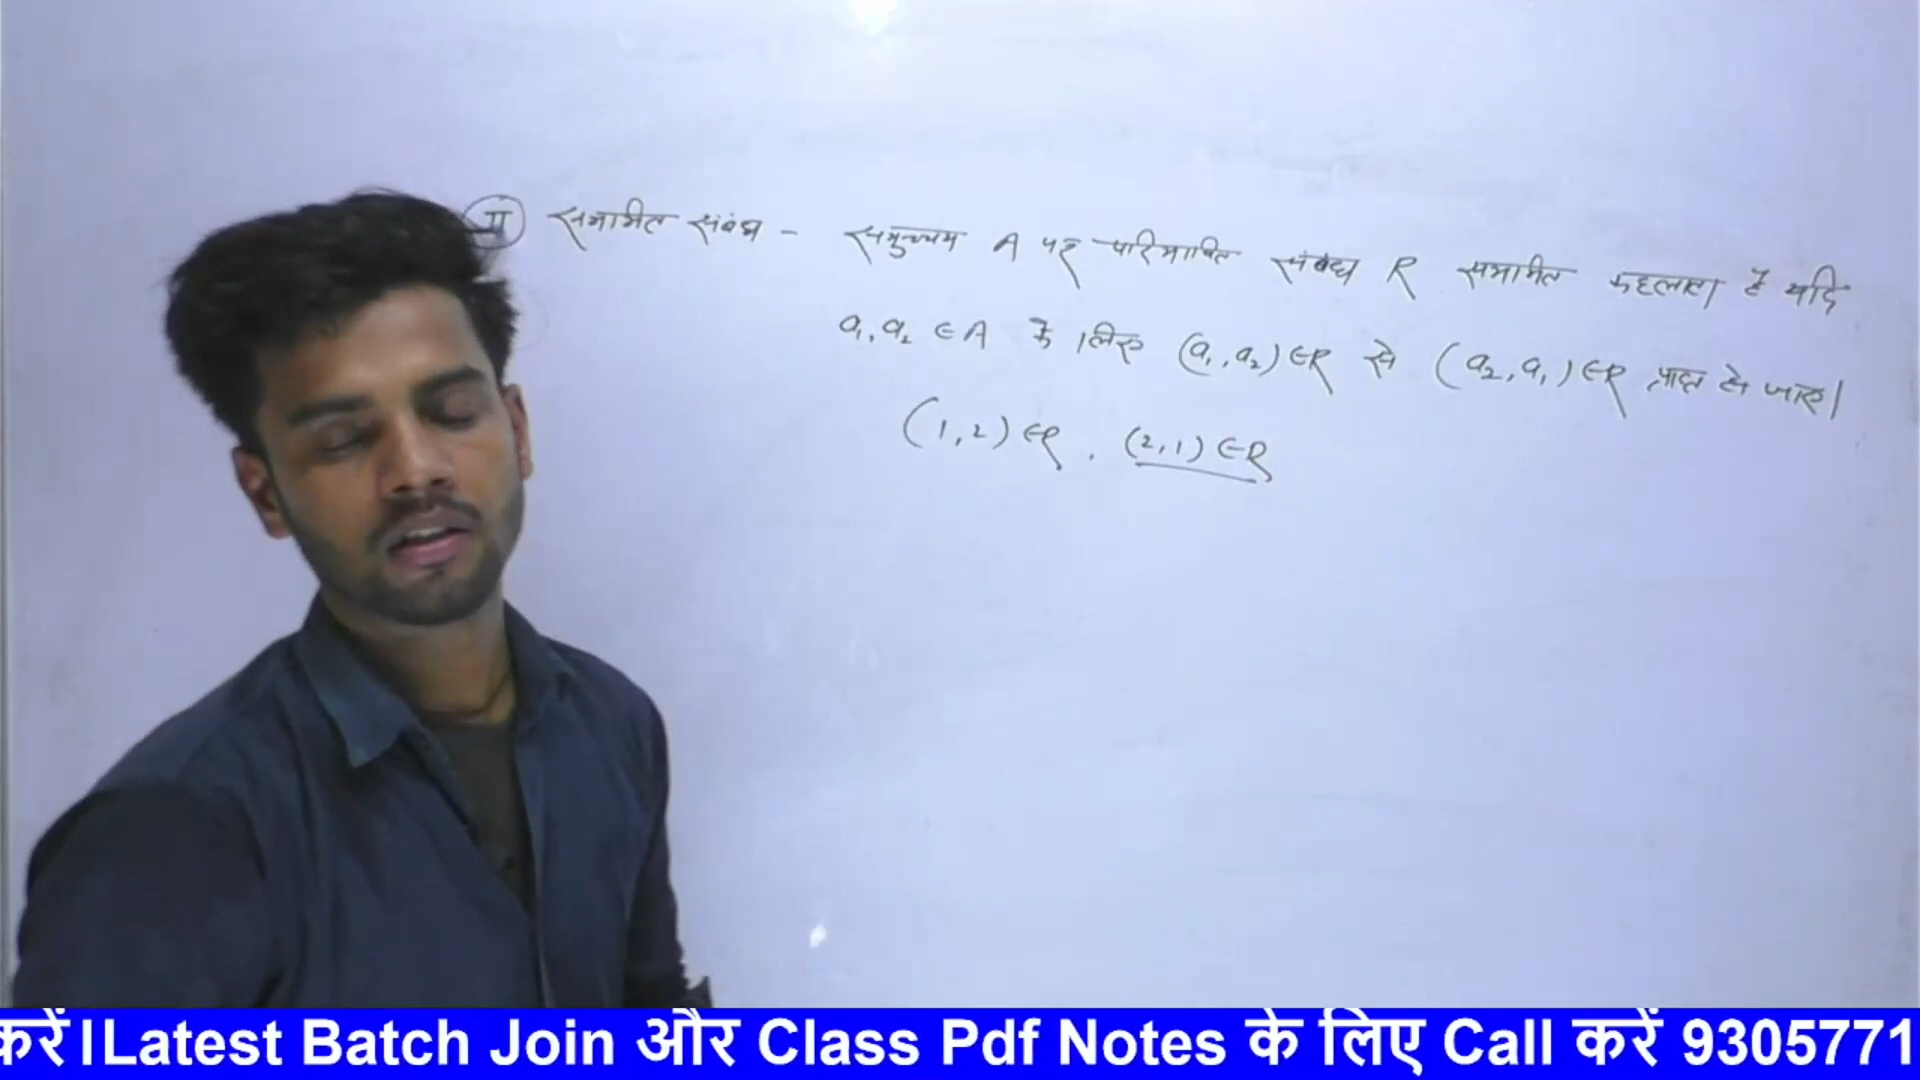 II समामित संबंध - समुच्चय A पर परिभाषित संबंध R सममित कहलाता है यदि
a₁, a₂ ∈ A के लिए (a₁, a₂) ∈ R से (a₂, a₁) ∈ R प्राप्त हो जाए।
(1, 2) ∈ R , (2, 1) ∈ R
करें।Latest Batch Join और Class Pdf Notes के लिए Call करें 9305771